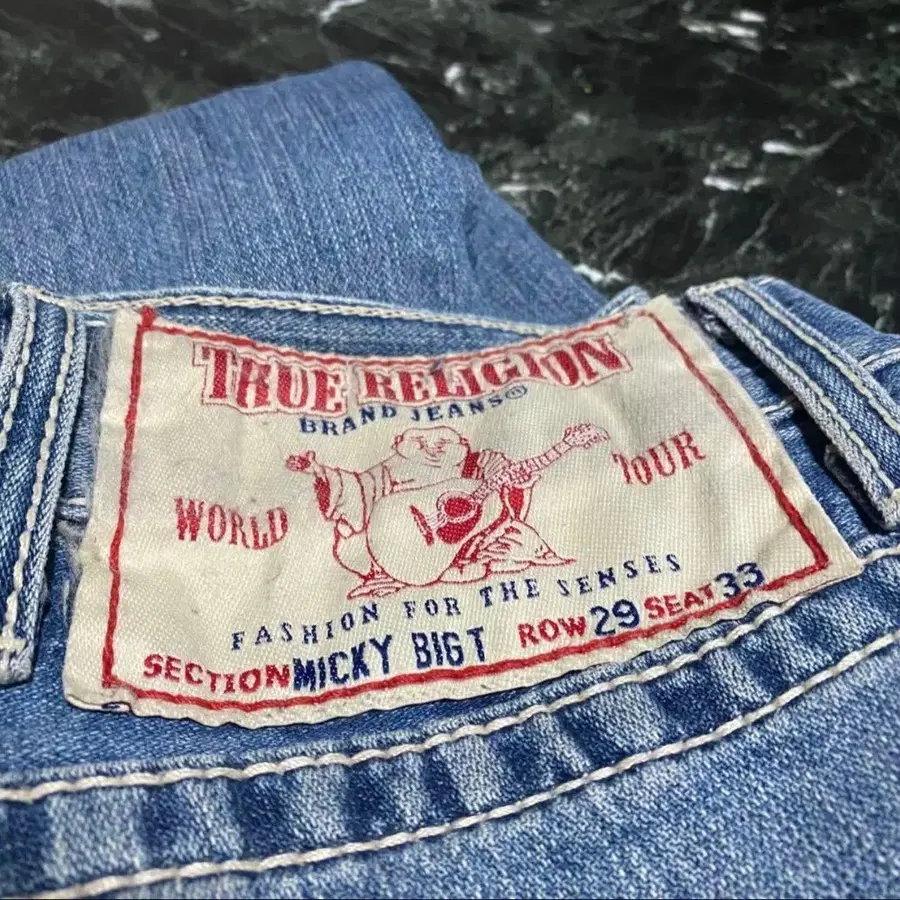 TRUE RELIGION
BRAND JEANS®
WORLD TOUR
FASHION FOR THE SENSES
SECTION MICKY BIG T ROW 29 SEAT 33